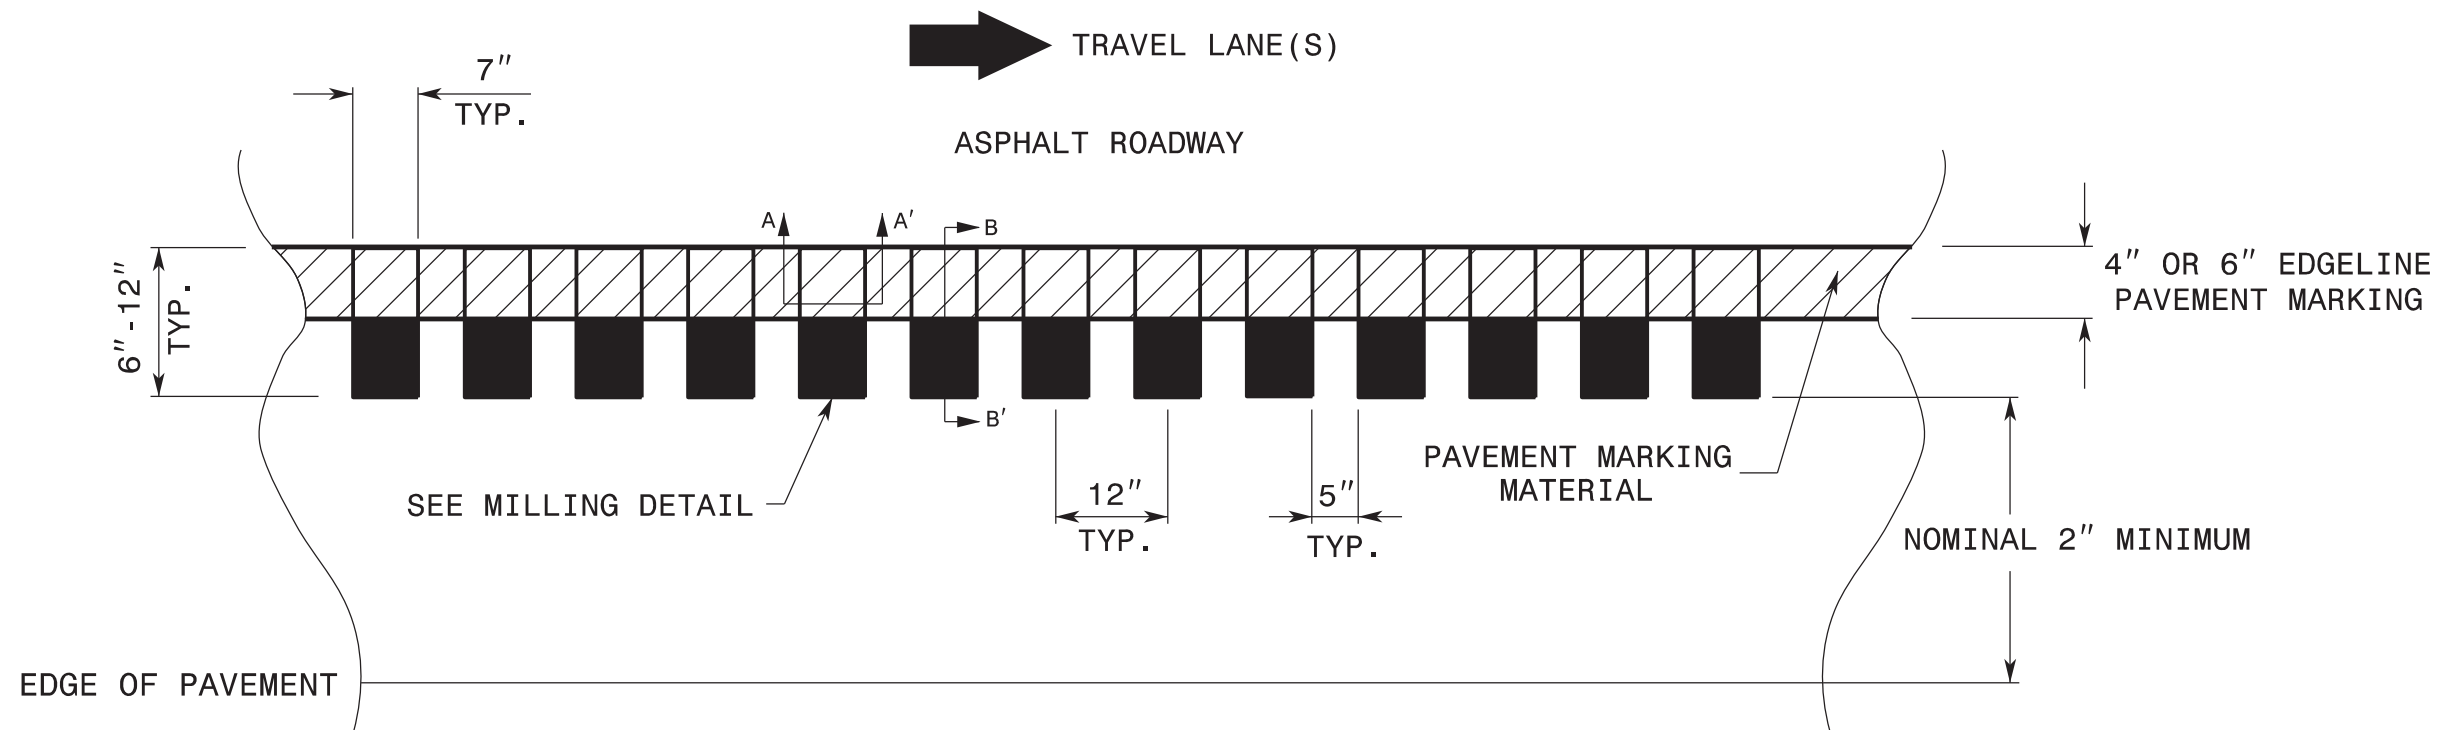 TRAVEL LANE(S)
7"
TYP.
ASPHALT ROADWAY
A
A'
B
6"-12"
TYP.
4" OR 6" EDGELINE
PAVEMENT MARKING
B'
SEE MILLING DETAIL
12"
TYP.
5"
TYP.
PAVEMENT MARKING
MATERIAL
NOMINAL 2" MINIMUM
EDGE OF PAVEMENT